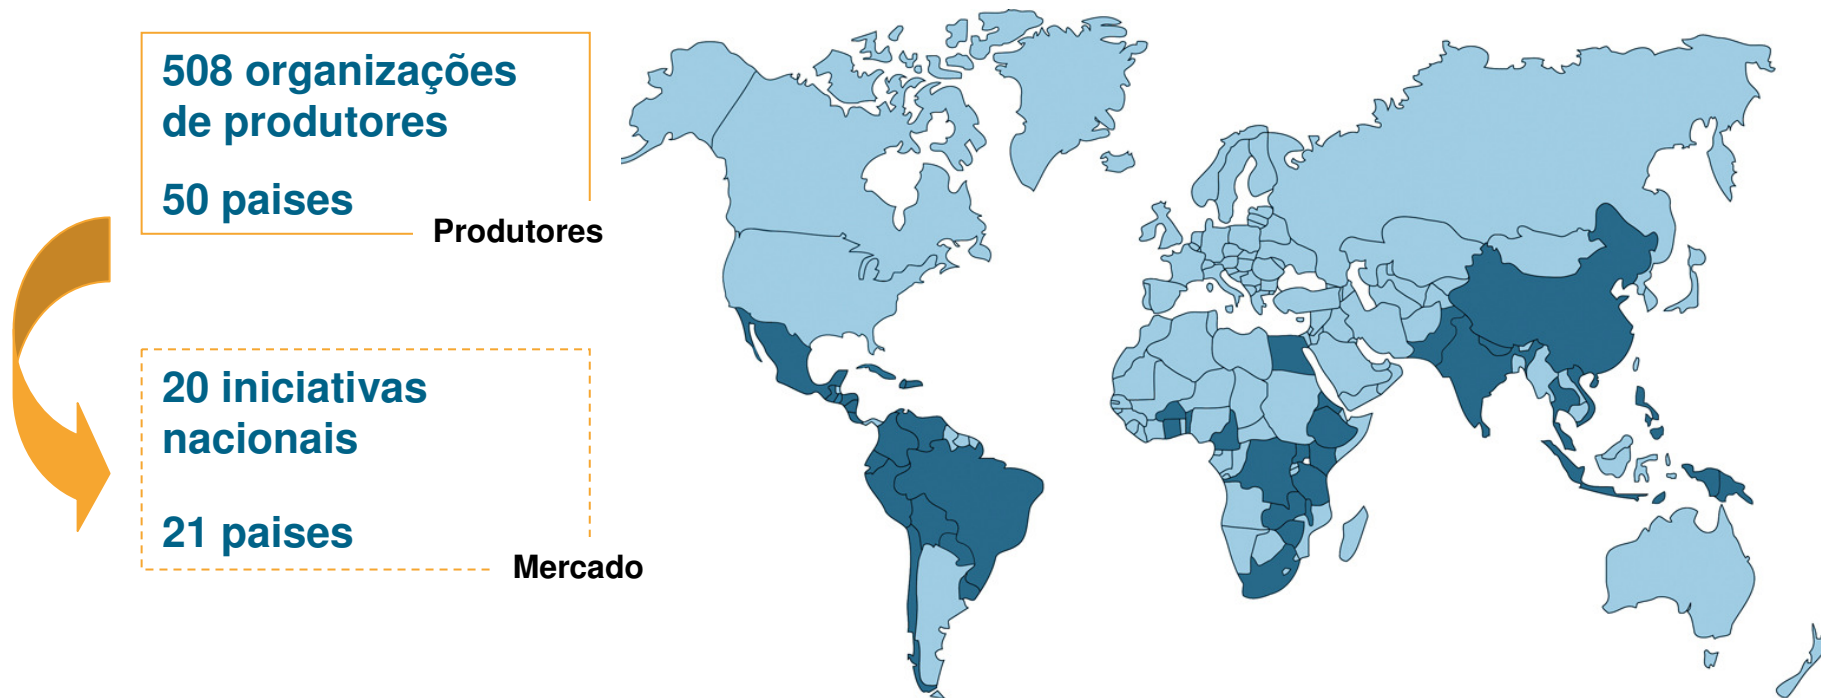 508 organizações
de produtores
50 paises
Produtores
20 iniciativas
nacionais
21 paises
Mercado